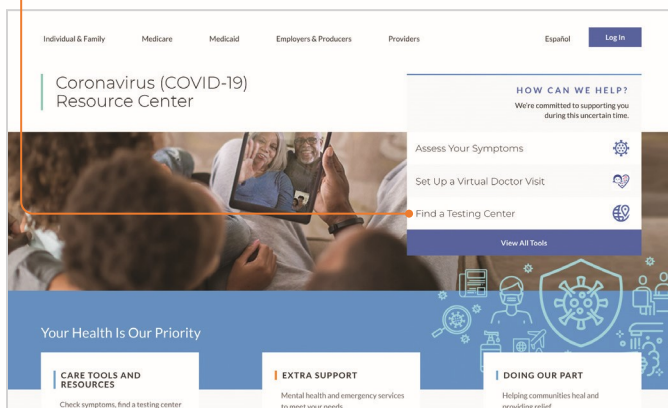 Individual & Family Medicare Medicaid Employers & Producers Providers Español Log In
Coronavirus (COVID-19)
Resource Center
HOW CAN WE HELP?
We're committed to supporting you
during this uncertain time.
Assess Your Symptoms
Set Up a Virtual Doctor Visit
Find a Testing Center
View All Tools
Your Health Is Our Priority
CARE TOOLS AND
RESOURCES
Check symptoms, find a testing center
EXTRA SUPPORT
Mental health and emergency services
to meet your needs
DOING OUR PART
Helping communities heal and
providing relief